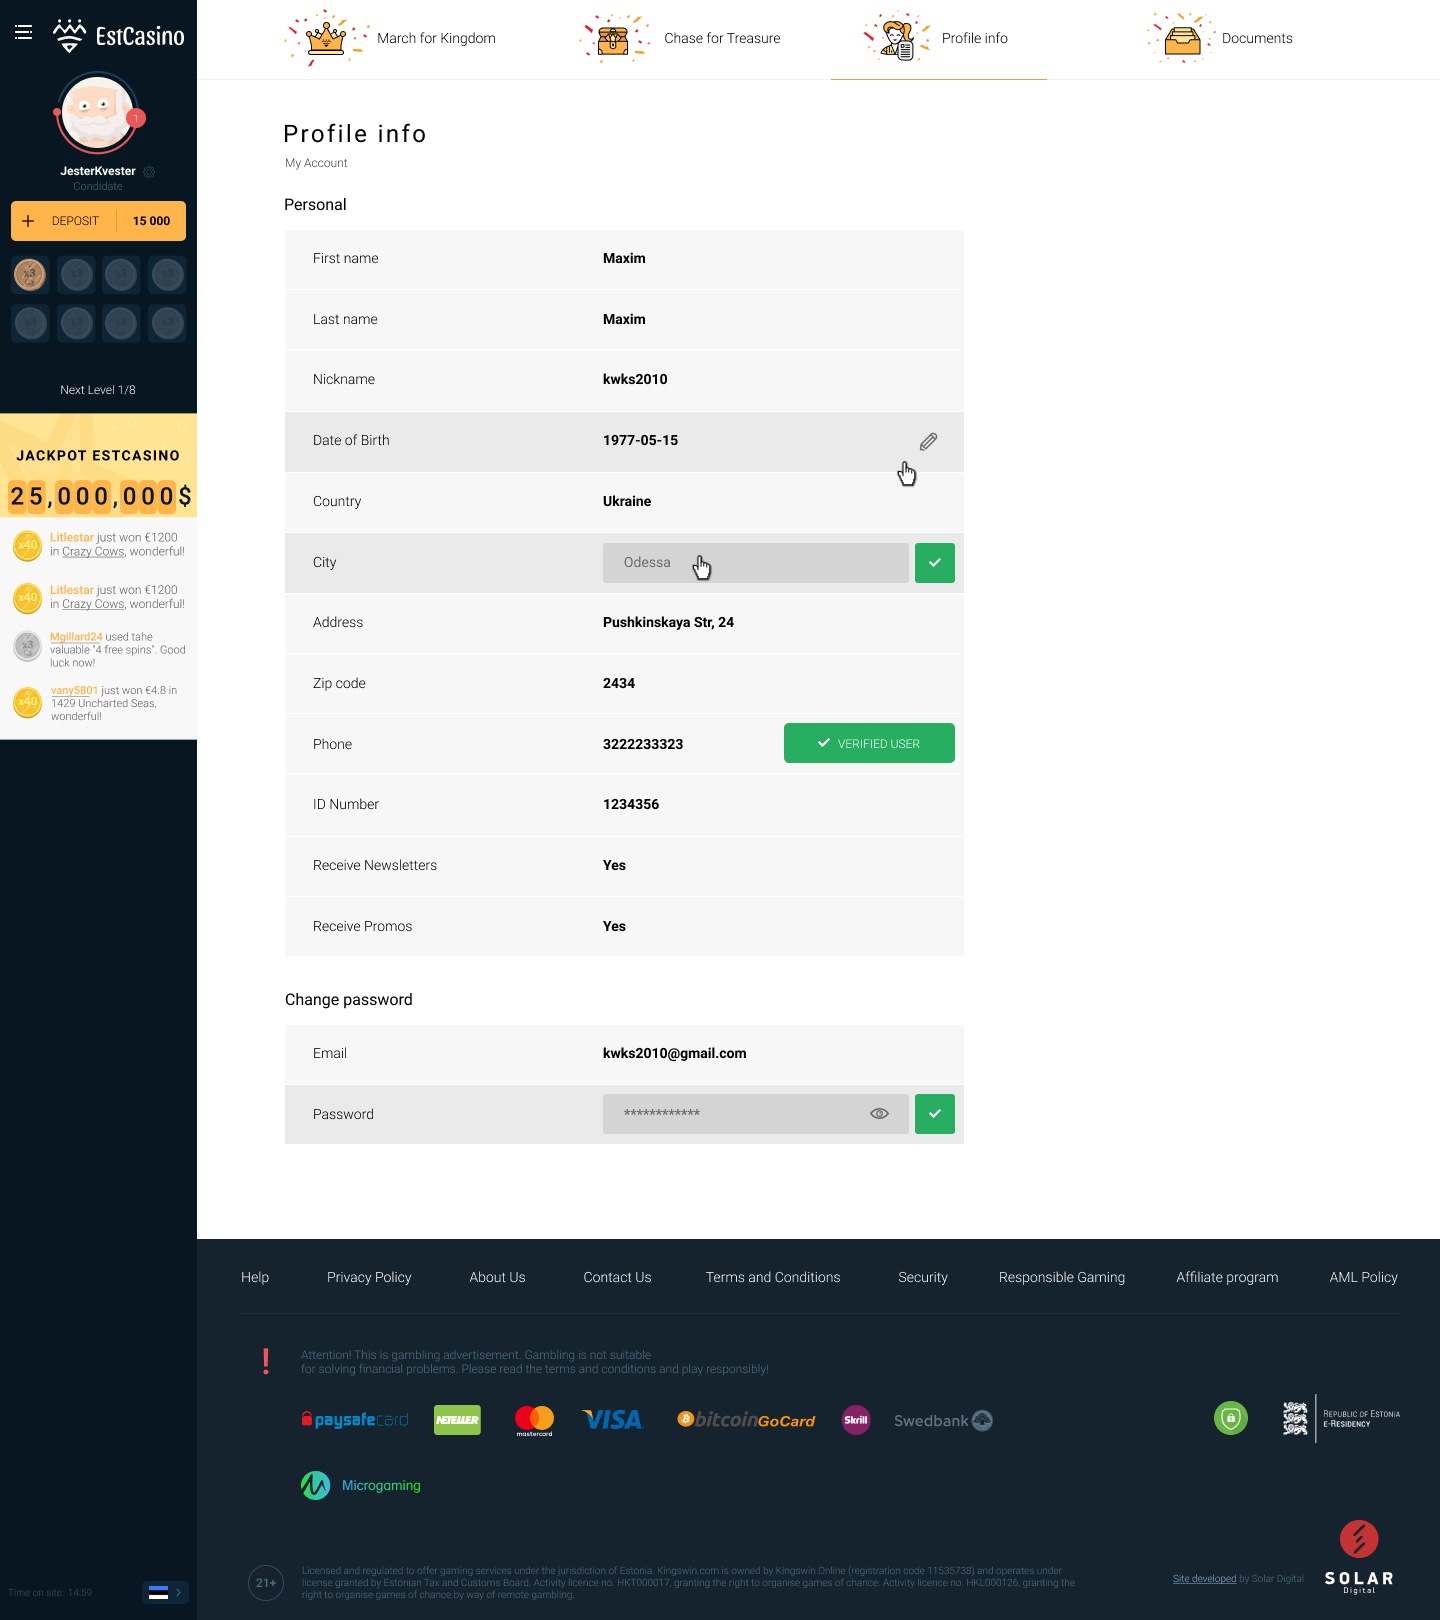 EstCasino
1
JesterKvester
Candidate
DEPOSIT 15 000
x3
x3
x3
x3
x3
x3
x3
x3
Next Level 1/8
JACKPOT ESTCASINO
25,000,000$
x40
Litlestar just won €1200
in Crazy Cows, wonderful!
x40
Litlestar just won €1200
in Crazy Cows, wonderful!
x3
Mgillard24 used tahe
valuable "4 free spins". Good
luck now!
x40
vany5801 just won €4.8 in
1429 Uncharted Seas,
wonderful!
Time on site: 14:59
March for Kingdom
Chase for Treasure
Profile info
Documents
Profile info
My Account
Personal
First name Maxim
Last name Maxim
Nickname kwks2010
Date of Birth 1977-05-15
Country Ukraine
City Odessa
Address Pushkinskaya Str, 24
Zip code 2434
Phone 3222233323 VERIFIED USER
ID Number 1234356
Receive Newsletters Yes
Receive Promos Yes
Change password
Email kwks2010@gmail.com
Password ************
Help Privacy Policy About Us Contact Us Terms and Conditions Security Responsible Gaming Affiliate program AML Policy
Attention! This is gambling advertisement. Gambling is not suitable
for solving financial problems. Please read the terms and conditions and play responsibly!
paysafecard
NETELLER
mastercard
VISA
bitcoin
GoCard
Skrill
Swedbank
REPUBLIC OF ESTONIA
E-RESIDENCY
Microgaming
21+
Licensed and regulated to offer gaming services under the jurisdiction of Estonia. Kingswin.com is owned by Kingswin Online (registration code 11535738) and operates under
license granted by Estonian Tax and Customs Board. Activity licence no. HKT000017, granting the right to organise games of chance. Activity licence no. HKL000126, granting the
right to organise games of chance by way of remote gambling.
Site developed by Solar Digital
SOLAR
Digital